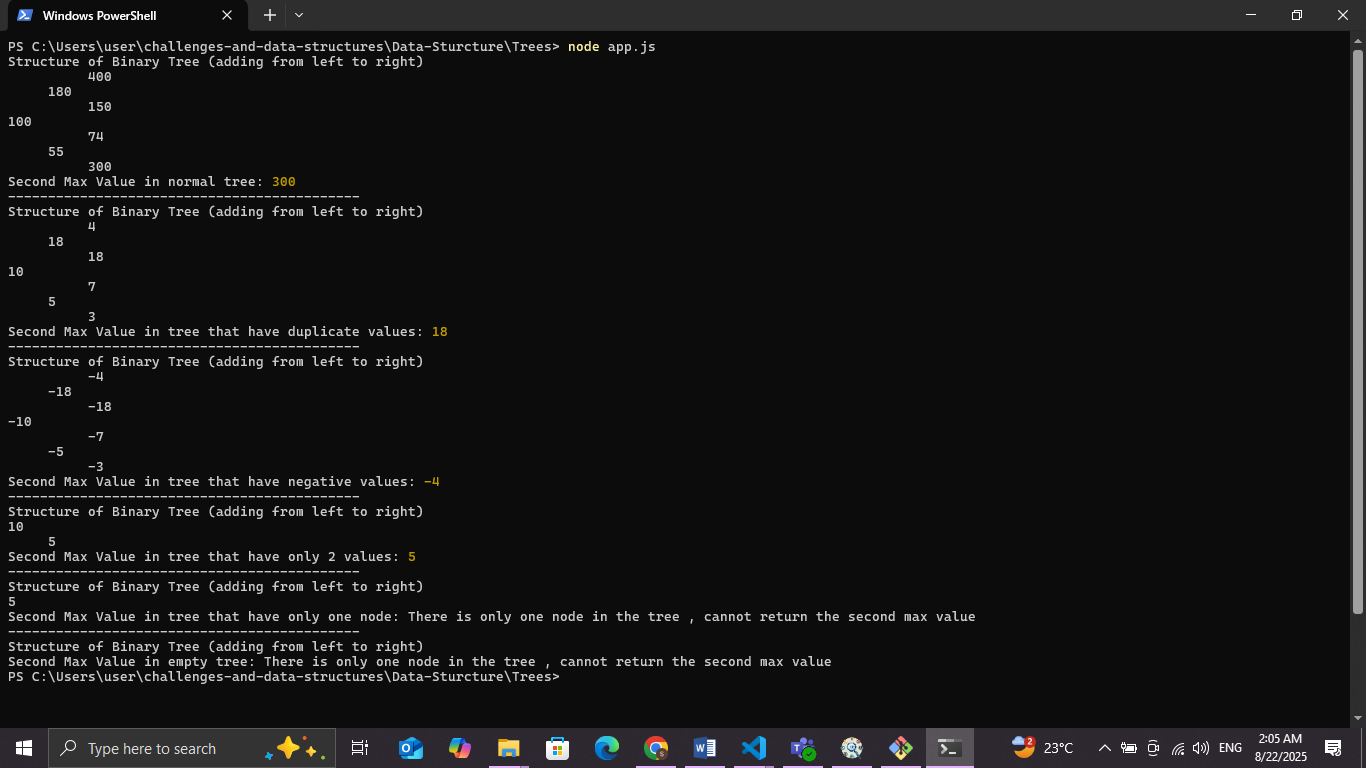 Windows PowerShell
PS C:\Users\user\challenges-and-data-structures\Data-Sturcture\Trees> node app.js
Structure of Binary Tree (adding from left to right)
400
180
150
100
74
55
300
Second Max Value in normal tree: 300
--------------------------------------------
Structure of Binary Tree (adding from left to right)
4
18
18
10
7
5
3
Second Max Value in tree that have duplicate values: 18
--------------------------------------------
Structure of Binary Tree (adding from left to right)
-4
-18
-18
-10
-7
-5
-3
Second Max Value in tree that have negative values: -4
--------------------------------------------
Structure of Binary Tree (adding from left to right)
10
5
Second Max Value in tree that have only 2 values: 5
--------------------------------------------
Structure of Binary Tree (adding from left to right)
5
Second Max Value in tree that have only one node: There is only one node in the tree , cannot return the second max value
--------------------------------------------
Structure of Binary Tree (adding from left to right)
Second Max Value in empty tree: There is only one node in the tree , cannot return the second max value
PS C:\Users\user\challenges-and-data-structures\Data-Sturcture\Trees>
Type here to search
2
23°C
ENG
2:05 AM
8/22/2025